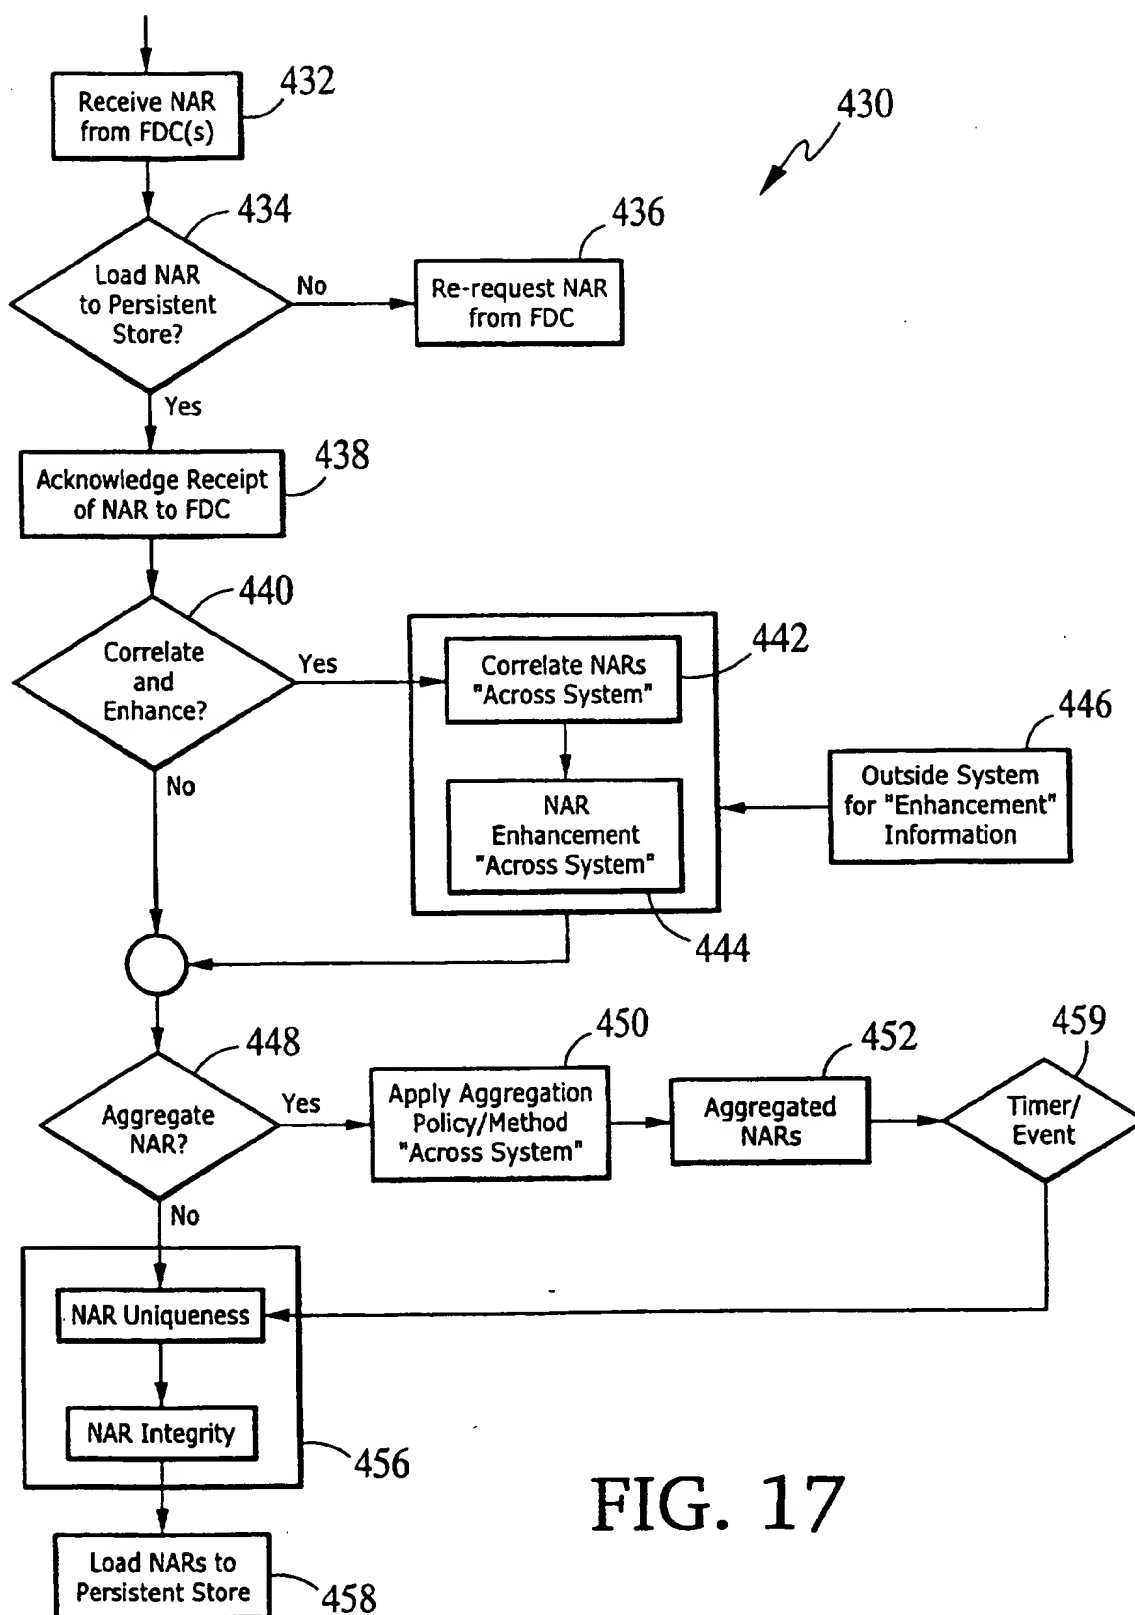 Receive NAR
from FDC(s)
432
430
434
Load NAR
to Persistent
Store?
No
436
Re-request NAR
from FDC
Yes
438
Acknowledge Receipt
of NAR to FDC
440
Correlate
and
Enhance?
Yes
442
Correlate NARs
"Across System"
No
NAR
Enhancement
"Across System"
444
446
Outside System
for "Enhancement"
Information
448
Aggregate
NAR?
Yes
450
Apply Aggregation
Policy/Method
"Across System"
452
Aggregated
NARs
459
Timer/
Event
No
NAR Uniqueness
NAR Integrity
456
Load NARs to
Persistent Store
458
FIG. 17